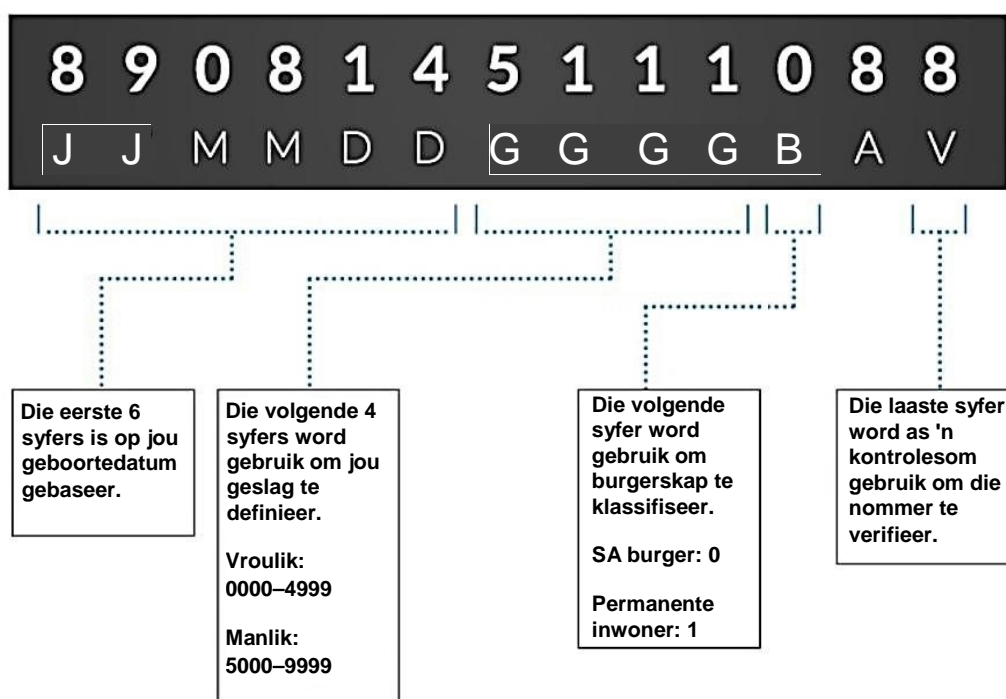 8 9 0 8 1 4 5 1 1 1 0 8 8
J J M M D D G G G G B A V
Die eerste 6
syfers is op jou
geboortedatum
gebaseer.
Die volgende 4
syfers word
gebruik om jou
geslag te
definieer.
Vroulik:
0000–4999
Manlik:
5000–9999
Die volgende
syfer word
gebruik om
burgerskap te
klassifiseer.
SA burger: 0
Permanente
inwoner: 1
Die laaste syfer
word as 'n
kontrolesom
gebruik om die
nommer te
verifieer.